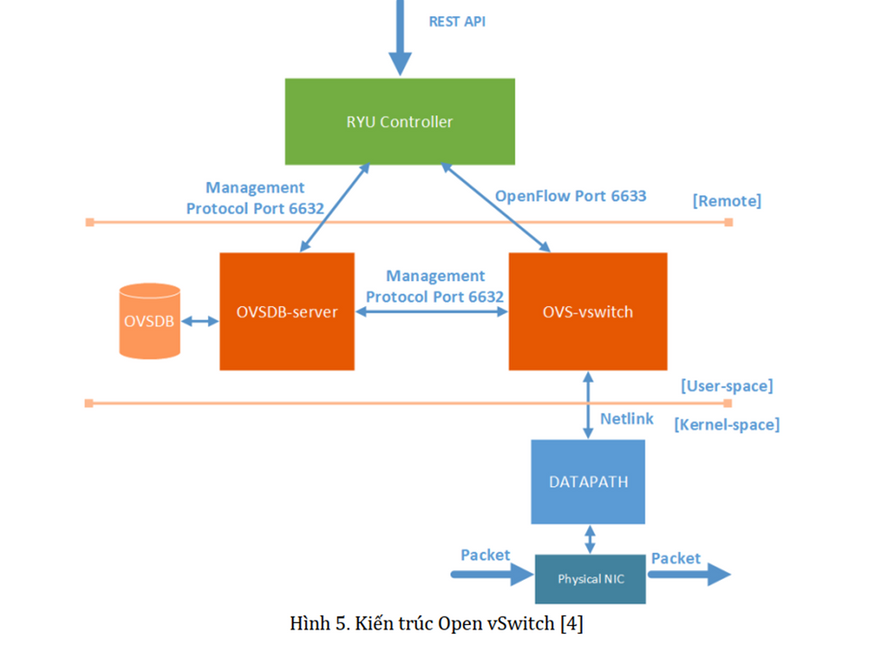 REST API
RYU Controller
Management
Protocol Port 6632
OpenFlow Port 6633
[Remote]
Management
Protocol Port 6632
OVSDB
OVSDB-server
OVS-vswitch
[User-space]
Netlink
[Kernel-space]
DATAPATH
Packet
Physical NIC
Packet
Hình 5. Kiến trúc Open vSwitch [4]